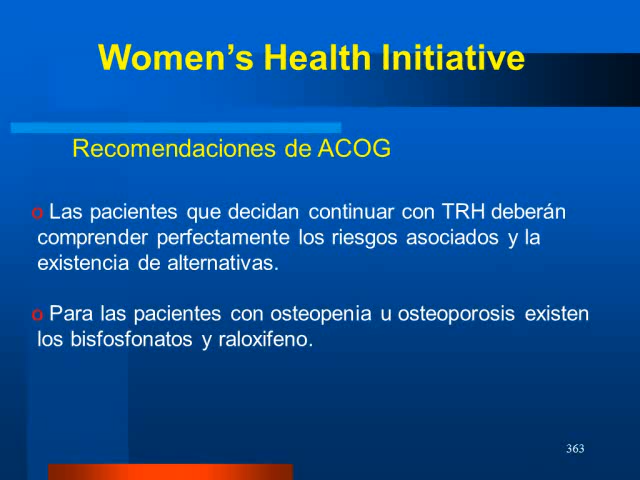 Women’s Health Initiative
Recomendaciones de ACOG
o Las pacientes que decidan continuar con TRH deberán
comprender perfectamente los riesgos asociados y la
existencia de alternativas.
o Para las pacientes con osteopenia u osteoporosis existen
los bisfosfonatos y raloxifeno.
363